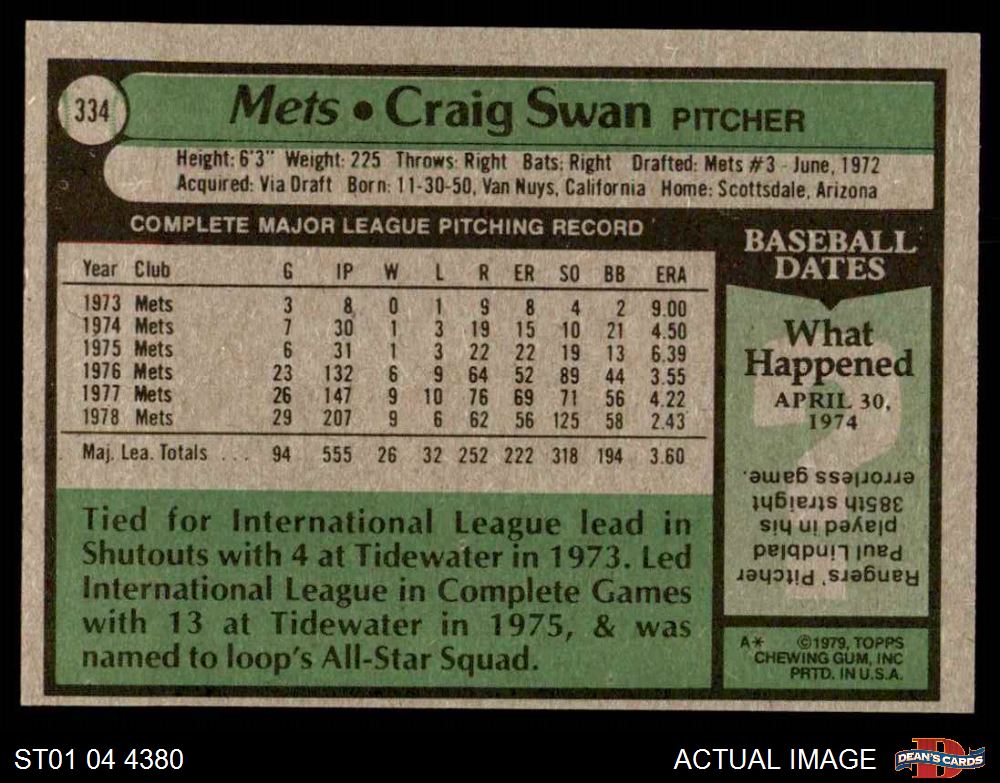 334
Mets • Craig Swan PITCHER
Height: 6'3" Weight: 225 Throws: Right Bats: Right Drafted: Mets #3 - June, 1972
Acquired: Via Draft Born: 11-30-50, Van Nuys, California Home: Scottsdale, Arizona
COMPLETE MAJOR LEAGUE PITCHING RECORD
Year Club G IP W L R ER SO BB ERA
1973 Mets 3 8 0 1 9 8 4 2 9.00
1974 Mets 7 30 1 3 19 15 10 21 4.50
1975 Mets 6 31 1 3 22 22 19 13 6.39
1976 Mets 23 132 6 9 64 52 89 44 3.55
1977 Mets 26 147 9 10 76 69 71 56 4.22
1978 Mets 29 207 9 6 62 56 125 58 2.43
Maj. Lea. Totals ... 94 555 26 32 252 222 318 194 3.60
Tied for International League lead in
Shutouts with 4 at Tidewater in 1973. Led
International League in Complete Games
with 13 at Tidewater in 1975, & was
named to loop's All-Star Squad.
BASEBALL
DATES
What
Happened
APRIL 30,
1974
Rangers' Pitcher
Paul Lindblad
played in his
385th straight
errorless game.
A* ©1979, TOPPS
CHEWING GUM, INC
PRTD. IN U.S.A.
ST01 04 4380
ACTUAL IMAGE
D
DEAN'S CARDS